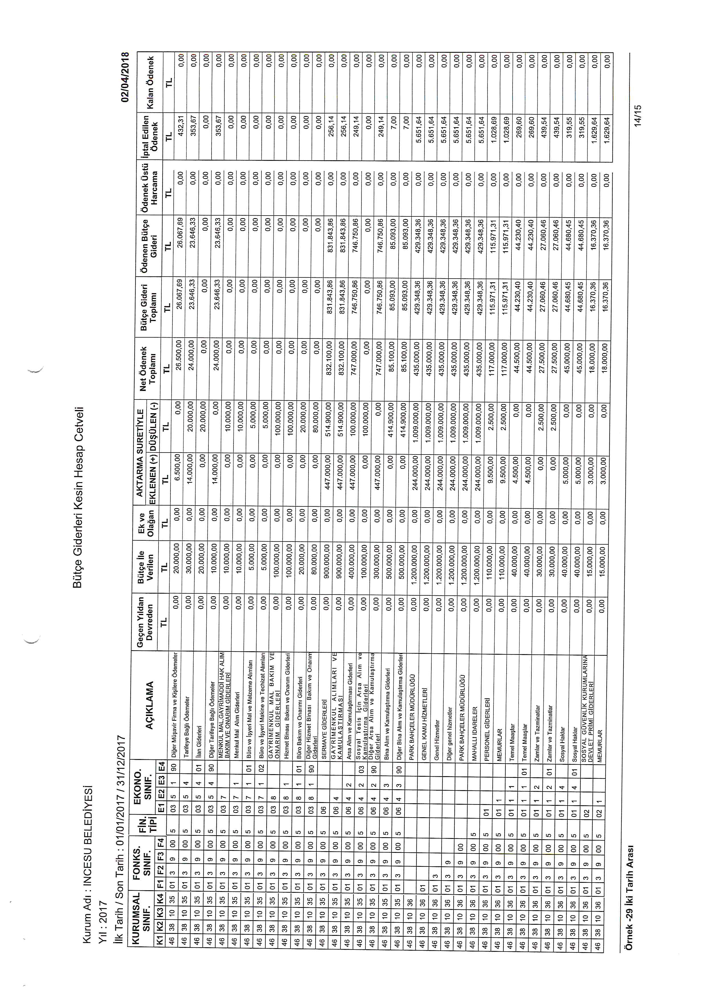 Bütçe Giderleri Kesin Hesap Cetveli
Kurum Adı : INCESU BELEDİYESİ
Yıl : 2017
İlk Tarih / Son Tarih : 01/01/2017 / 31/12/2017 02/04/2018
KURUMSAL SINIF. FONKS. SINIF. FİN. TİPİ EKONO. SINIF. AÇIKLAMA Geçen Yıldan Devreden Bütçe İle Verilen Ek ve Olağan AKTARMA SURETİYLE Net Ödenek Toplamı Bütçe Gideri Toplamı Ödenen Bütçe Gideri Ödenek Üstü Harcama İptal Edilen Ödenek Kalan Ödenek
EKLENEN (+) DÜŞÜLEN (-)
K1 K2 K3 K4 F1 F2 F3 F4 E1 E2 E3 E4 TL TL TL TL TL TL TL TL TL TL TL
46 38 10 35 01 3 9 00 5 03 5 1 90 Diğer Müşavir Firma ve Kişilere Ödemeler 0,00 20.000,00 0,00 6.500,00 0,00 26.500,00 26.067,69 26.067,69 0,00 432,31 0,00
46 38 10 35 01 3 9 00 5 03 5 4 Tarifeye Bağlı Ödemeler 0,00 30.000,00 0,00 14.000,00 20.000,00 24.000,00 23.646,33 23.646,33 0,00 353,67 0,00
46 38 10 35 01 3 9 00 5 03 5 4 01 İlan Giderleri 0,00 20.000,00 0,00 0,00 20.000,00 0,00 0,00 0,00 0,00 0,00 0,00
46 38 10 35 01 3 9 00 5 03 5 4 90 Diğer Tarifeye Bağlı Ödemeler 0,00 10.000,00 0,00 14.000,00 0,00 24.000,00 23.646,33 23.646,33 0,00 353,67 0,00
46 38 10 35 01 3 9 00 5 03 7 MENKUL MAL,GAYRİMADDİ HAK ALIM BAKIM VE ONARIM GİDERLERİ 0,00 10.000,00 0,00 0,00 10.000,00 0,00 0,00 0,00 0,00 0,00 0,00
46 38 10 35 01 3 9 00 5 03 7 1 Menkul Mal Alım Giderleri 0,00 10.000,00 0,00 0,00 10.000,00 0,00 0,00 0,00 0,00 0,00 0,00
46 38 10 35 01 3 9 00 5 03 7 1 01 Büro ve İşyeri Mal ve Malzeme Alımları 0,00 5.000,00 0,00 0,00 5.000,00 0,00 0,00 0,00 0,00 0,00 0,00
46 38 10 35 01 3 9 00 5 03 7 1 02 Büro ve İşyeri Makine ve Techizat Alımları 0,00 5.000,00 0,00 0,00 5.000,00 0,00 0,00 0,00 0,00 0,00 0,00
46 38 10 35 01 3 9 00 5 03 8 GAYRİMENKUL MAL BAKIM VE ONARIM GİDERLERİ 0,00 100.000,00 0,00 0,00 100.000,00 0,00 0,00 0,00 0,00 0,00 0,00
46 38 10 35 01 3 9 00 5 03 8 1 Hizmet Binası Bakım ve Onarım Giderleri 0,00 100.000,00 0,00 0,00 100.000,00 0,00 0,00 0,00 0,00 0,00 0,00
46 38 10 35 01 3 9 00 5 03 8 1 01 Büro Bakım ve Onarımı Giderleri 0,00 20.000,00 0,00 0,00 20.000,00 0,00 0,00 0,00 0,00 0,00 0,00
46 38 10 35 01 3 9 00 5 03 8 1 90 Diğer Hizmet Binası Bakım ve Onarım Giderleri 0,00 80.000,00 0,00 0,00 80.000,00 0,00 0,00 0,00 0,00 0,00 0,00
46 38 10 35 01 3 9 00 5 06 SERMAYE GİDERLERİ 0,00 900.000,00 0,00 447.000,00 514.900,00 832.100,00 831.843,86 831.843,86 0,00 256,14 0,00
46 38 10 35 01 3 9 00 5 06 4 GAYRİMENKUL ALIMLARI VE KAMULAŞTIRMASI 0,00 900.000,00 0,00 447.000,00 514.900,00 832.100,00 831.843,86 831.843,86 0,00 256,14 0,00
46 38 10 35 01 3 9 00 5 06 4 2 Arsa Alım ve Kamulaştırması Giderleri 0,00 400.000,00 0,00 447.000,00 100.000,00 747.000,00 746.750,86 746.750,86 0,00 249,14 0,00
46 38 10 35 01 3 9 00 5 06 4 2 03 Sosyal Tesis İçin Arsa Alım ve Kamulaştırma Giderleri 0,00 100.000,00 0,00 0,00 100.000,00 0,00 0,00 0,00 0,00 0,00 0,00
46 38 10 35 01 3 9 00 5 06 4 2 90 Diğer Arsa Alım ve Kamulaştırma Giderleri 0,00 300.000,00 0,00 447.000,00 0,00 747.000,00 746.750,86 746.750,86 0,00 249,14 0,00
46 38 10 35 01 3 9 00 5 06 4 3 Bina Alım ve Kamulaştırma Giderleri 0,00 500.000,00 0,00 0,00 414.900,00 85.100,00 85.093,00 85.093,00 0,00 7,00 0,00
46 38 10 35 01 3 9 00 5 06 4 3 90 Diğer Bina Alım ve Kamulaştırma Giderleri 0,00 500.000,00 0,00 0,00 414.900,00 85.100,00 85.093,00 85.093,00 0,00 7,00 0,00
46 38 10 36 PARK BAHÇELER MÜDÜRLÜĞÜ 0,00 1.200.000,00 0,00 244.000,00 1.009.000,00 435.000,00 429.348,36 429.348,36 0,00 5.651,64 0,00
46 38 10 36 01 GENEL KAMU HİZMETLERİ 0,00 1.200.000,00 0,00 244.000,00 1.009.000,00 435.000,00 429.348,36 429.348,36 0,00 5.651,64 0,00
46 38 10 36 01 3 Genel Hizmetler 0,00 1.200.000,00 0,00 244.000,00 1.009.000,00 435.000,00 429.348,36 429.348,36 0,00 5.651,64 0,00
46 38 10 36 01 3 9 Diğer genel hizmetler 0,00 1.200.000,00 0,00 244.000,00 1.009.000,00 435.000,00 429.348,36 429.348,36 0,00 5.651,64 0,00
46 38 10 36 01 3 9 00 PARK BAHÇELER MÜDÜRLÜĞÜ 0,00 1.200.000,00 0,00 244.000,00 1.009.000,00 435.000,00 429.348,36 429.348,36 0,00 5.651,64 0,00
46 38 10 36 01 3 9 00 5 MAHALLI IDARELER 0,00 1.200.000,00 0,00 244.000,00 1.009.000,00 435.000,00 429.348,36 429.348,36 0,00 5.651,64 0,00
46 38 10 36 01 3 9 00 5 01 PERSONEL GİDERLERİ 0,00 110.000,00 0,00 9.500,00 2.500,00 117.000,00 115.971,31 115.971,31 0,00 1.028,69 0,00
46 38 10 36 01 3 9 00 5 01 1 MEMURLAR 0,00 110.000,00 0,00 9.500,00 2.500,00 117.000,00 115.971,31 115.971,31 0,00 1.028,69 0,00
46 38 10 36 01 3 9 00 5 01 1 1 Temel Maaşlar 0,00 40.000,00 0,00 4.500,00 0,00 44.500,00 44.230,40 44.230,40 0,00 269,60 0,00
46 38 10 36 01 3 9 00 5 01 1 1 01 Temel Maaşlar 0,00 40.000,00 0,00 4.500,00 0,00 44.500,00 44.230,40 44.230,40 0,00 269,60 0,00
46 38 10 36 01 3 9 00 5 01 1 2 Zamlar ve Tazminatlar 0,00 30.000,00 0,00 0,00 2.500,00 27.500,00 27.060,46 27.060,46 0,00 439,54 0,00
46 38 10 36 01 3 9 00 5 01 1 2 01 Zamlar ve Tazminatlar 0,00 30.000,00 0,00 0,00 2.500,00 27.500,00 27.060,46 27.060,46 0,00 439,54 0,00
46 38 10 36 01 3 9 00 5 01 1 4 Sosyal Haklar 0,00 40.000,00 0,00 5.000,00 0,00 45.000,00 44.680,45 44.680,45 0,00 319,55 0,00
46 38 10 36 01 3 9 00 5 01 1 4 01 Sosyal Haklar 0,00 40.000,00 0,00 5.000,00 0,00 45.000,00 44.680,45 44.680,45 0,00 319,55 0,00
46 38 10 36 01 3 9 00 5 02 SOSYAL GÜVENLİK KURUMLARINA DEVLET PRİMİ GİDERLERİ 0,00 15.000,00 0,00 3.000,00 0,00 18.000,00 16.370,36 16.370,36 0,00 1.629,64 0,00
46 38 10 36 01 3 9 00 5 02 1 MEMURLAR 0,00 15.000,00 0,00 3.000,00 0,00 18.000,00 16.370,36 16.370,36 0,00 1.629,64 0,00
Örnek -29 İki Tarih Arası 14/15